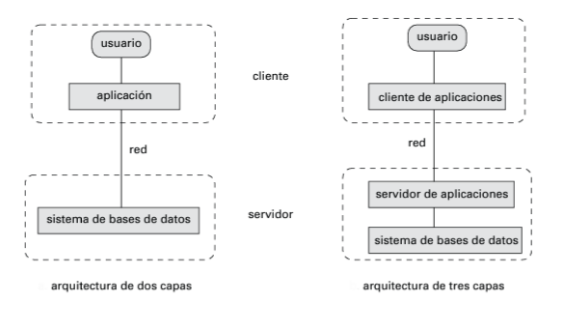 usuario
aplicación
red
sistema de bases de datos
arquitectura de dos capas
cliente
servidor
usuario
cliente de aplicaciones
red
servidor de aplicaciones
sistema de bases de datos
arquitectura de tres capas